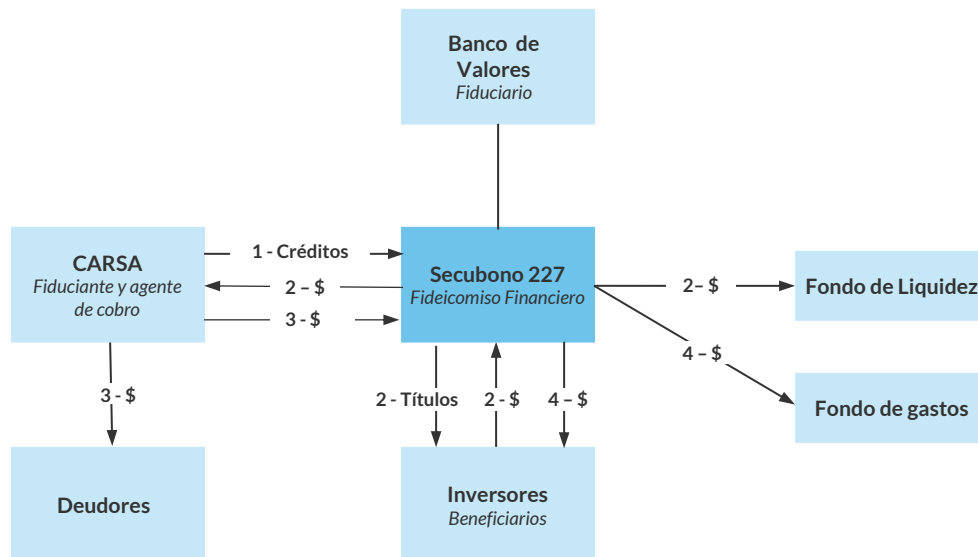 Banco de
Valores
Fiduciario
CARSA
Fiduciante y agente
de cobro
1 - Créditos
2 – $
3 - $
Secubono 227
Fideicomiso Financiero
2– $
Fondo de Liquidez
4 – $
Fondo de gastos
3 - $
2 - Títulos
2 - $
4 – $
Deudores
Inversores
Beneficiarios